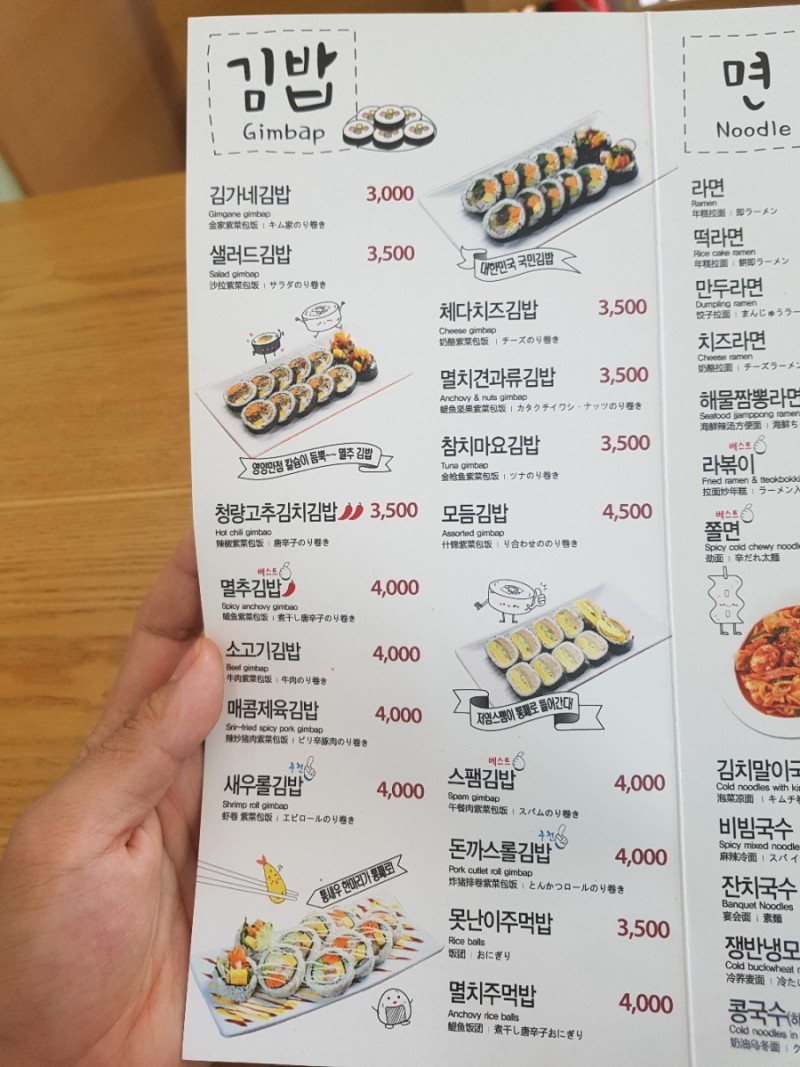 김밥
Gimbap
김가네김밥 3,000
Gimgane gimbap
金家紫菜包饭 | キム家のり巻き
샐러드김밥 3,500
Salad gimbap
沙拉紫菜包饭 | サラダのり巻き
영양만점 칼슘이 듬뿍~~ 멸추 김밥
청량고추김치김밥 3,500
Hot chili gimbao
辣椒紫菜包饭 | 唐辛子のり巻き
베스트
멸추김밥 4,000
Spicy anchovy gimbao
鳀鱼紫菜包饭 | 煮干し唐辛子のり巻き
소고기김밥 4,000
Beef gimbap
牛肉紫菜包饭 | 牛肉のり巻き
매콤제육김밥 4,000
Srir-fried spicy pork gimbap
辣炒猪肉紫菜包饭 | ピリ辛豚肉のり巻き
추천
새우롤김밥 4,000
Shrimp roll gimbap
虾卷 紫菜包饭 | エビロールのり巻き
통새우 한마리가 통째로!
대한민국 국민김밥
체다치즈김밥 3,500
Cheese gimbap
奶酪紫菜包饭 | チーズのり巻き
멸치견과류김밥 3,500
Anchovy & nuts gimbap
鳀鱼坚果紫菜包饭 | カタクチイワシ・ナッツのり巻き
참치마요김밥 3,500
Tuna gimbap
金枪鱼紫菜包饭 | ツナのり巻き
모듬김밥 4,500
Assorted gimbap
什锦紫菜包饭 | り合わせののり巻き
저염스팸이 통째로 들어간다!
베스트
스팸김밥 4,000
Spam gimbap
午餐肉紫菜包饭 | スパムのり巻き
추천
돈까스롤김밥 4,000
Pork cutlet roll gimbap
炸猪排卷紫菜包饭 | とんかつロールのり巻き
못난이주먹밥 3,500
Rice balls
饭团 | おにぎり
멸치주먹밥 4,000
Anchovy rice balls
鳀鱼饭团 | 煮干し唐辛子おにぎり
면
Noodle
라면
Ramen
年糕拉面 | 即ラーメン
떡라면
Rice cake ramen
年糕拉面 | 餅即ラーメン
만두라면
Dumpling ramen
饺子拉面 | まんじゅうラー
치즈라면
Cheese ramen
奶酪拉面 | チーズラーメン
해물짬뽕라면
Seafood jjamppong ramen
海鲜辣汤方便面 | 海鮮ち
베스트
라볶이
Fried ramen & tteokbokki
拉面炒年糕 | ラーメン入
베스트
쫄면
Spicy cold chewy noodle
劲面 | 辛だれ太麺
김치말이국
Cold noodles with kim
泡菜凉面 | キムチ
비빔국수
Spicy mixed noodle
麻辣冷面 | スパイ
잔치국수
Banquet Noodles
宴会面 | 素麺
쟁반냉모
Cold buckwheat
冷荞麦面 | 冷た
콩국수
Cold noodles in
奶油乌冬面 | ク